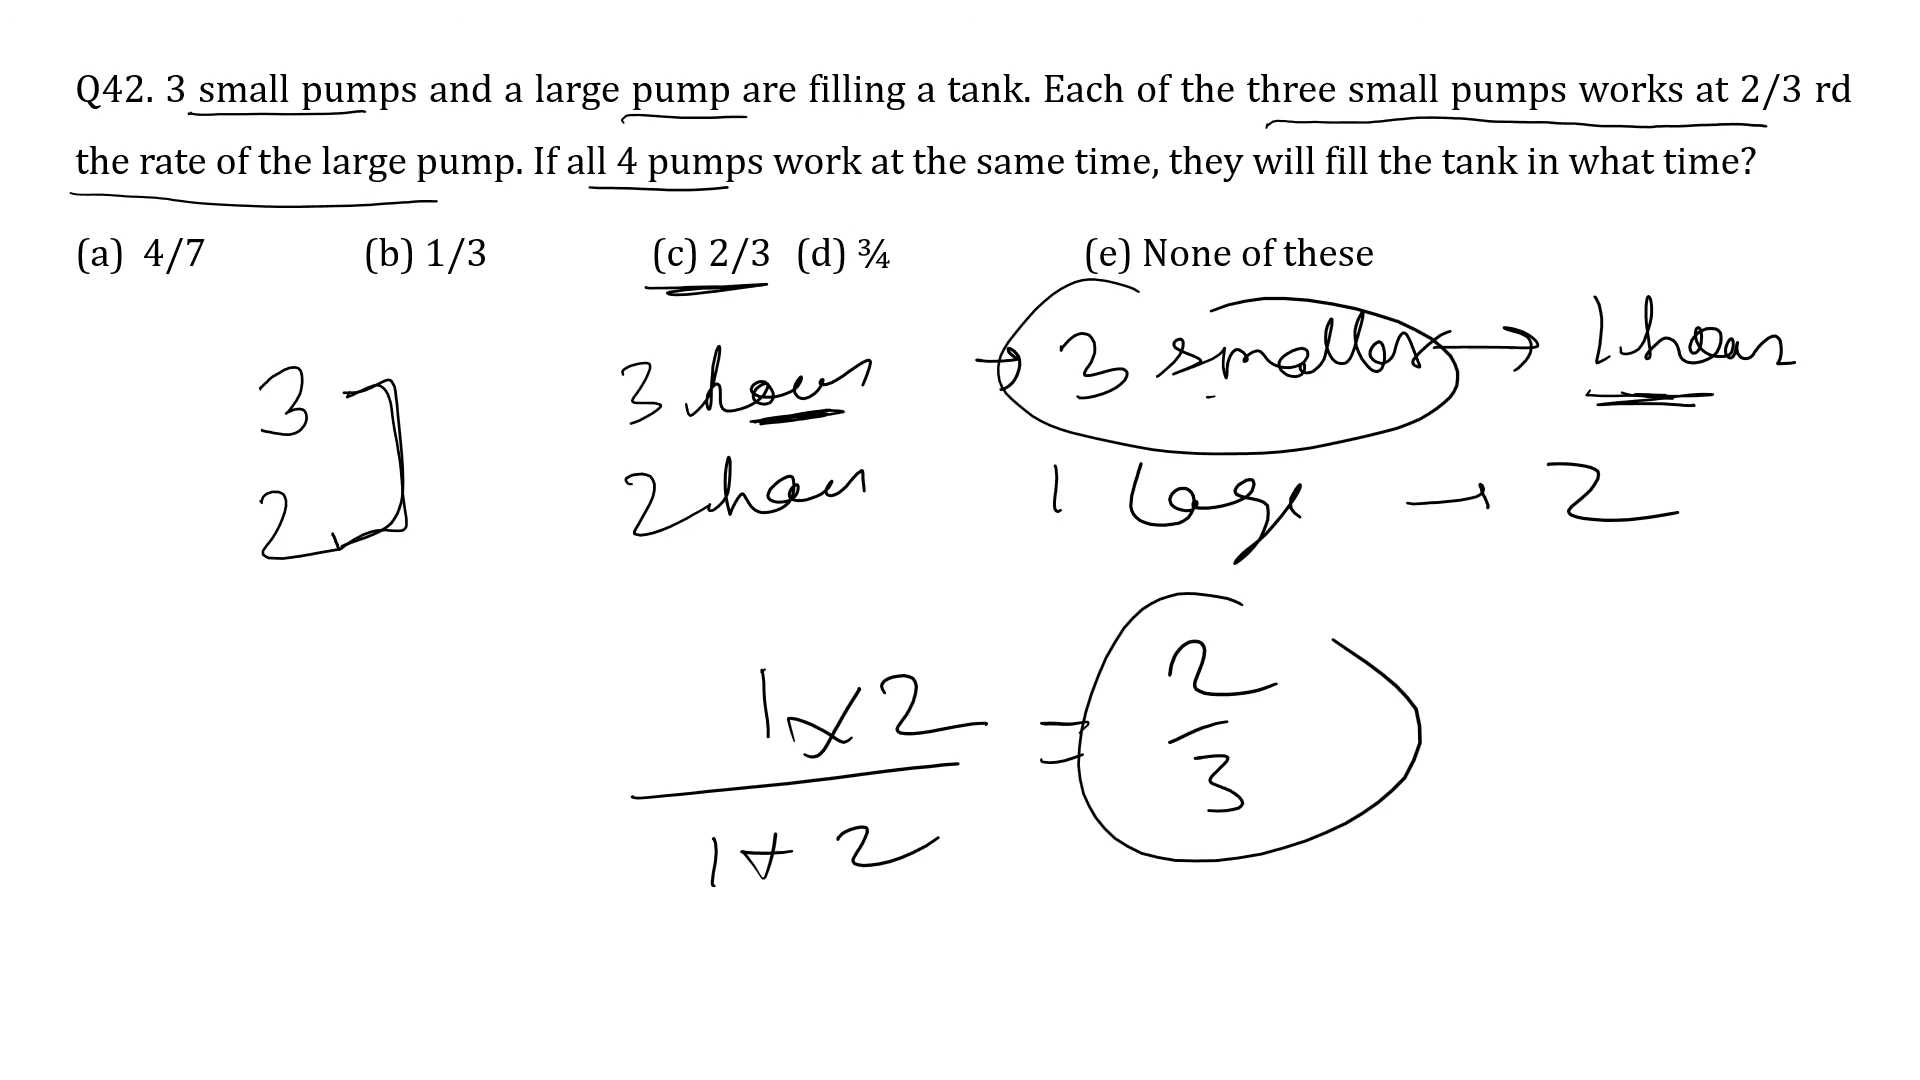 Q42. 3 small pumps and a large pump are filling a tank. Each of the three small pumps works at 2/3 rd
the rate of the large pump. If all 4 pumps work at the same time, they will fill the tank in what time?
(a) 4/7 (b) 1/3 (c) 2/3 (d) ¾ (e) None of these
3 3 hour → 3 smaller → 1 hour
2 2 hour 1 large → 2
1 × 2 = 2
3
1 + 2